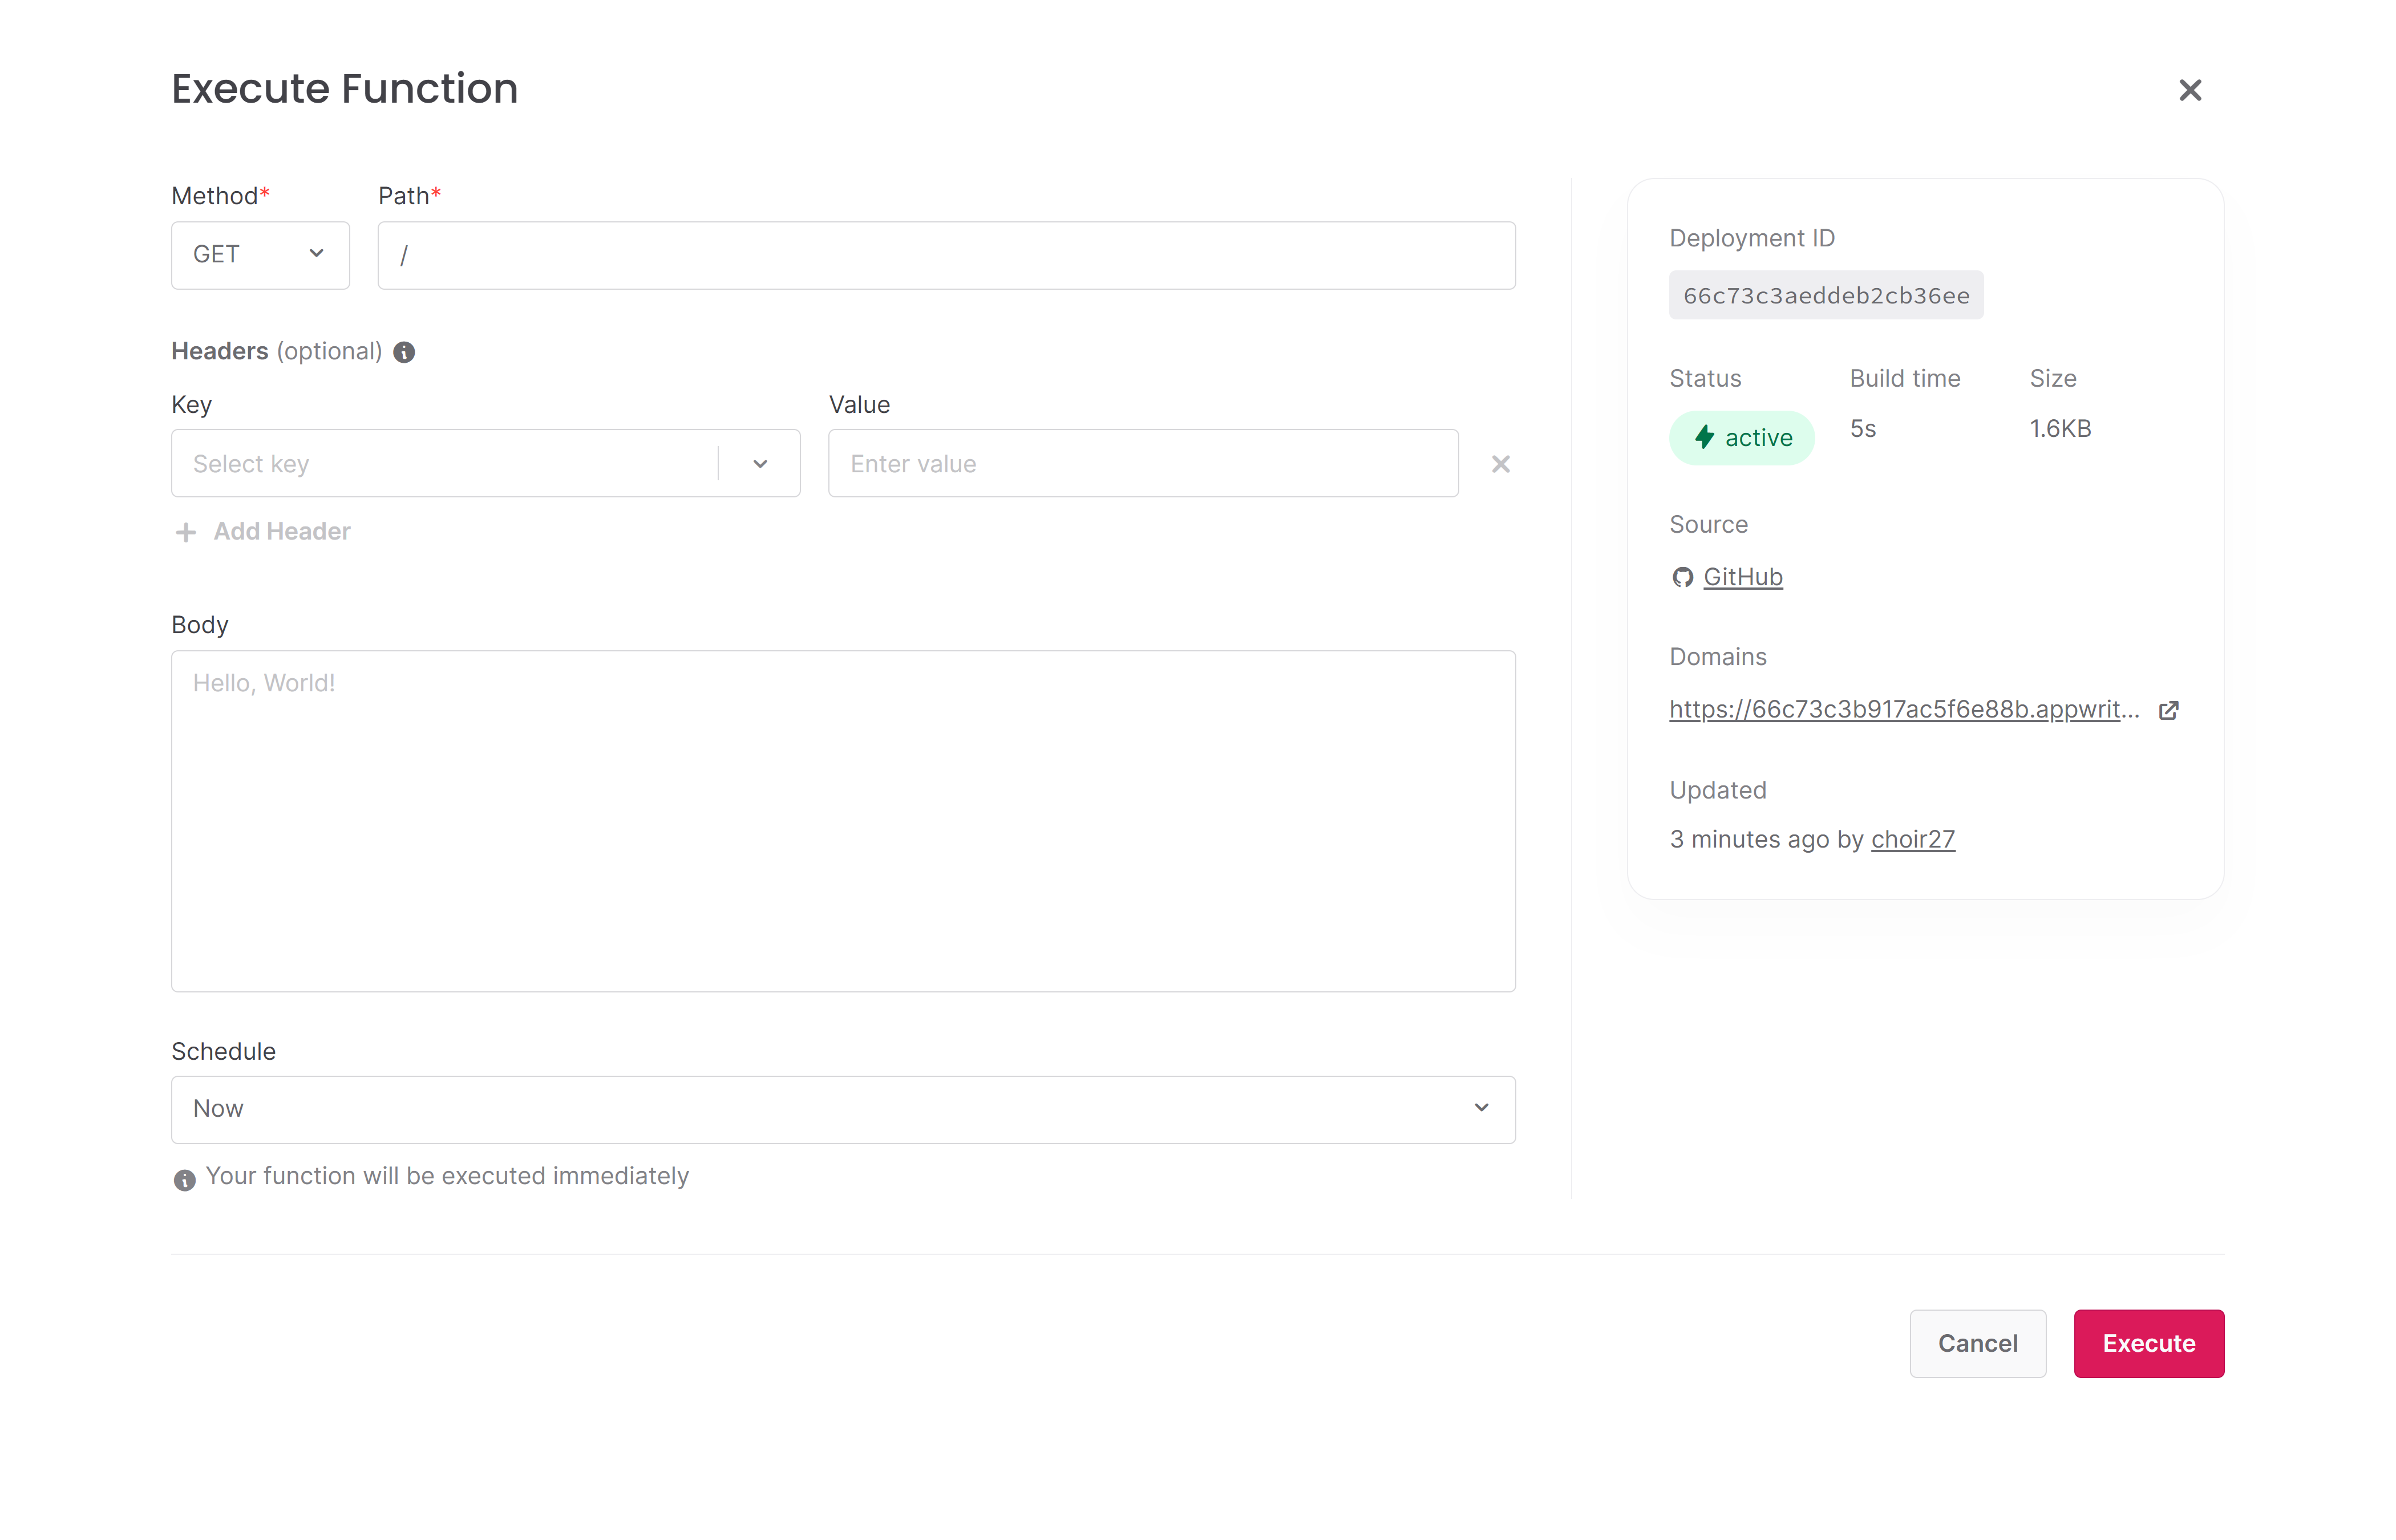 Execute Function
Method* Path*
GET /
Headers (optional)
Key Value
Select key Enter value
Add Header
Body
Hello, World!
Schedule
Now
Your function will be executed immediately
Deployment ID
66c73c3aeddeb2cb36ee
Status Build time Size
active 5s 1.6KB
Source
GitHub
Domains
https://66c73c3b917ac5f6e88b.appwrit...
Updated
3 minutes ago by choir27
Cancel Execute